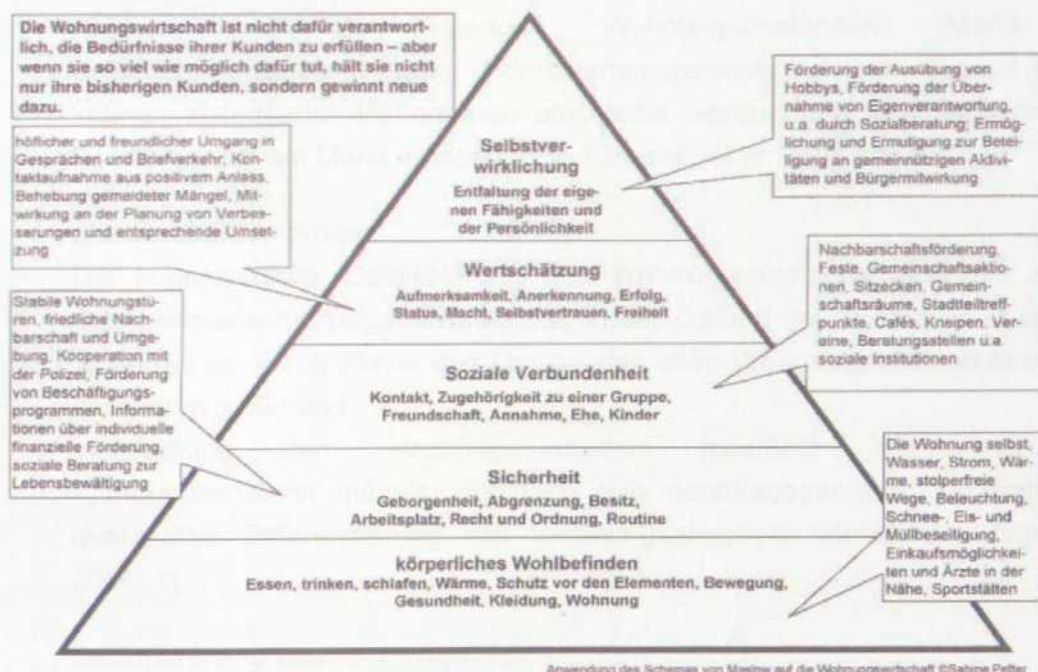 Die Wohnungswirtschaft ist nicht dafür verantwort-
lich, die Bedürfnisse ihrer Kunden zu erfüllen – aber
wenn sie so viel wie möglich dafür tut, hält sie nicht
nur ihre bisherigen Kunden, sondern gewinnt neue
dazu.
höflicher und freundlicher Umgang in
Gesprächen und Briefverkehr, Kon-
taktaufnahme aus positivem Anlass,
Behebung gemeldeter Mängel, Mit-
wirkung an der Planung von Verbes-
serungen und entsprechende Umset-
zung
Stabile Wohnungstü-
ren, friedliche Nach-
barschaft und Umge-
bung, Kooperation mit
der Polizei, Förderung
von Beschäftigungs-
programmen, Informa-
tionen über individuelle
finanzielle Förderung,
soziale Beratung zur
Lebensbewältigung
Selbstver-
wirklichung
Entfaltung der eige-
nen Fähigkeiten und
der Persönlichkeit
Wertschätzung
Aufmerksamkeit, Anerkennung, Erfolg,
Status, Macht, Selbstvertrauen, Freiheit
Soziale Verbundenheit
Kontakt, Zugehörigkeit zu einer Gruppe,
Freundschaft, Annahme, Ehe, Kinder
Sicherheit
Geborgenheit, Abgrenzung, Besitz,
Arbeitsplatz, Recht und Ordnung, Routine
körperliches Wohlbefinden
Essen, trinken, schlafen, Wärme, Schutz vor den Elementen, Bewegung,
Gesundheit, Kleidung, Wohnung
Förderung der Ausübung von
Hobbys, Förderung der Über-
nahme von Eigenverantwortung,
u.a. durch Sozialberatung; Ermög-
lichung und Ermutigung zur Betei-
ligung an gemeinnützigen Aktivi-
täten und Bürgermitwirkung
Nachbarschaftsförderung,
Feste, Gemeinschaftsaktio-
nen, Sitzecken, Gemein-
schaftsräume, Stadtteiltreff-
punkte, Cafés, Kneipen, Ver-
eine, Beratungsstellen u.a.
soziale Institutionen
Die Wohnung selbst,
Wasser, Strom, Wär-
me, stolperfreie
Wege, Beleuchtung,
Schnee-, Eis- und
Müllbeseitigung,
Einkaufsmöglichkei-
ten und Ärzte in der
Nähe, Sportstätten
Anwendung des Schemas von Maslow auf die Wohnungswirtschaft ©Sabine Pelter